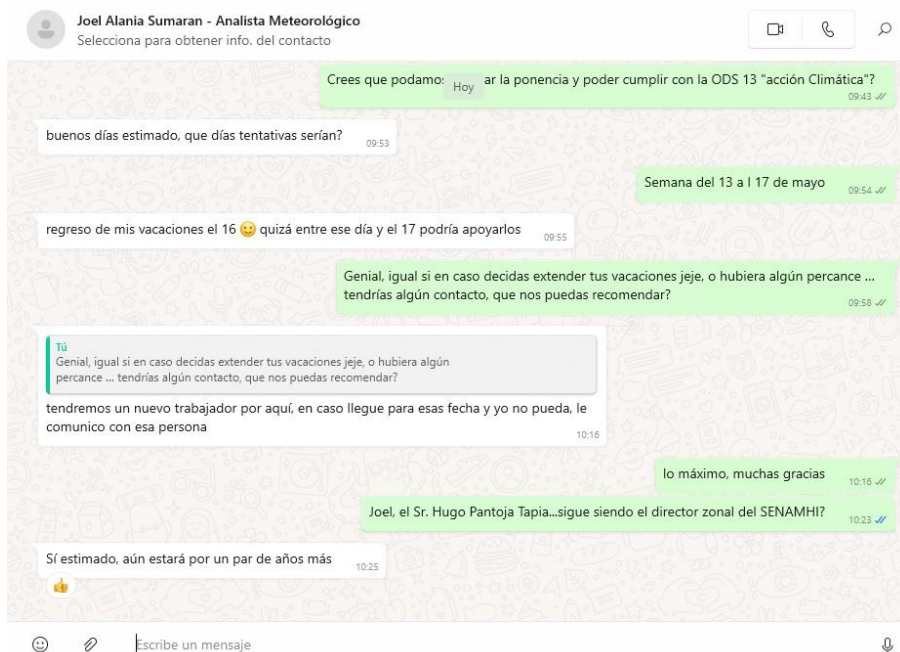 Joel Alania Sumaran - Analista Meteorológico
Selecciona para obtener info. del contacto
Crees que podamo ar la ponencia y poder cumplir con la ODS 13 "acción Climática"?
Hoy
09:43
buenos días estimado, que días tentativas serían?
09:53
Semana del 13 a l 17 de mayo
09:54
regreso de mis vacaciones el 16 🙂 quizá entre ese día y el 17 podría apoyarlos
09:55
Genial, igual si en caso decidas extender tus vacaciones jeje, o hubiera algún percance ...
tendrías algún contacto, que nos puedas recomendar?
09:58
Tú
Genial, igual si en caso decidas extender tus vacaciones jeje, o hubiera algún
percance ... tendrías algún contacto, que nos puedas recomendar?
tendremos un nuevo trabajador por aquí, en caso llegue para esas fecha y yo no pueda, le
comunico con esa persona
10:16
lo máximo, muchas gracias
10:16
Joel, el Sr. Hugo Pantoja Tapia...sigue siendo el director zonal del SENAMHI?
10:23
Sí estimado, aún estará por un par de años más
10:25
👍
Escribe un mensaje